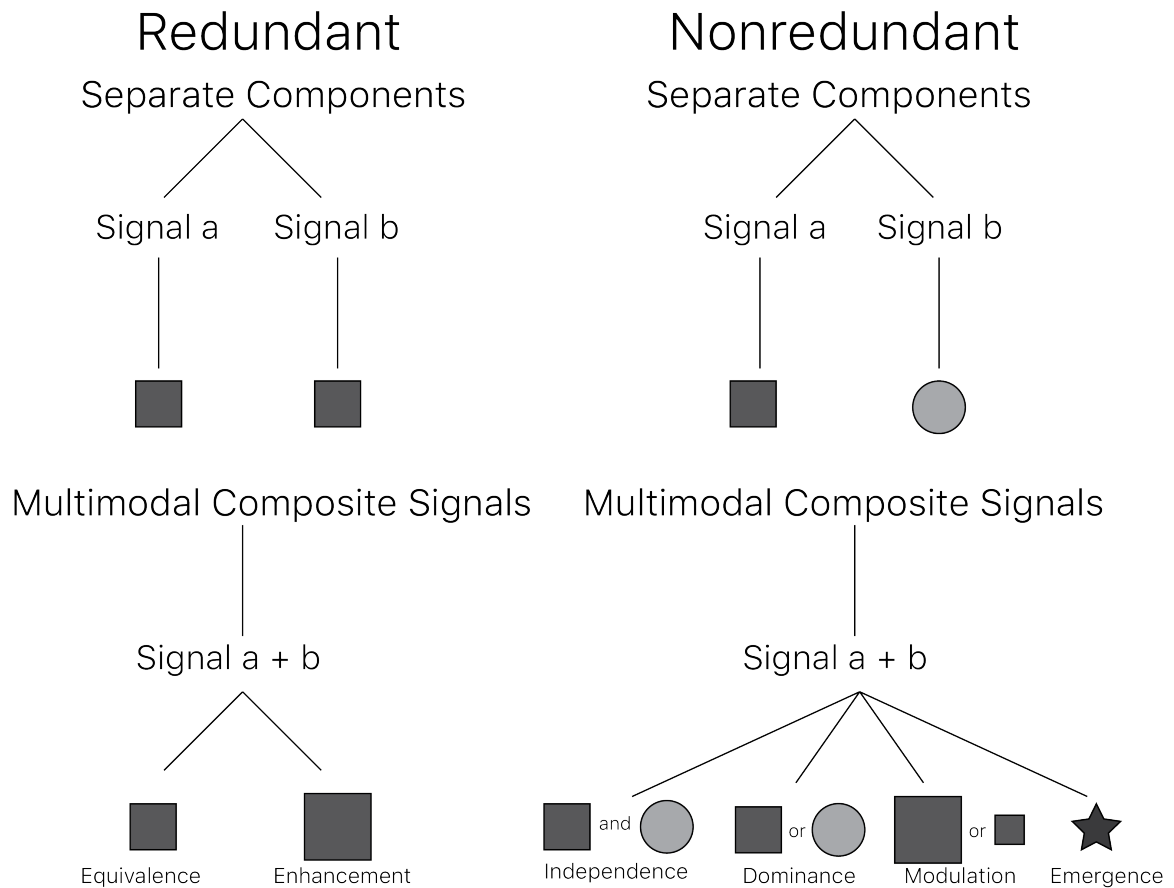 Redundant
Separate Components
Signal a
Signal b
Multimodal Composite Signals
Signal a + b
Equivalence
Enhancement
Nonredundant
Separate Components
Signal a
Signal b
Multimodal Composite Signals
Signal a + b
and
Independence
or
Dominance
or
Modulation
Emergence